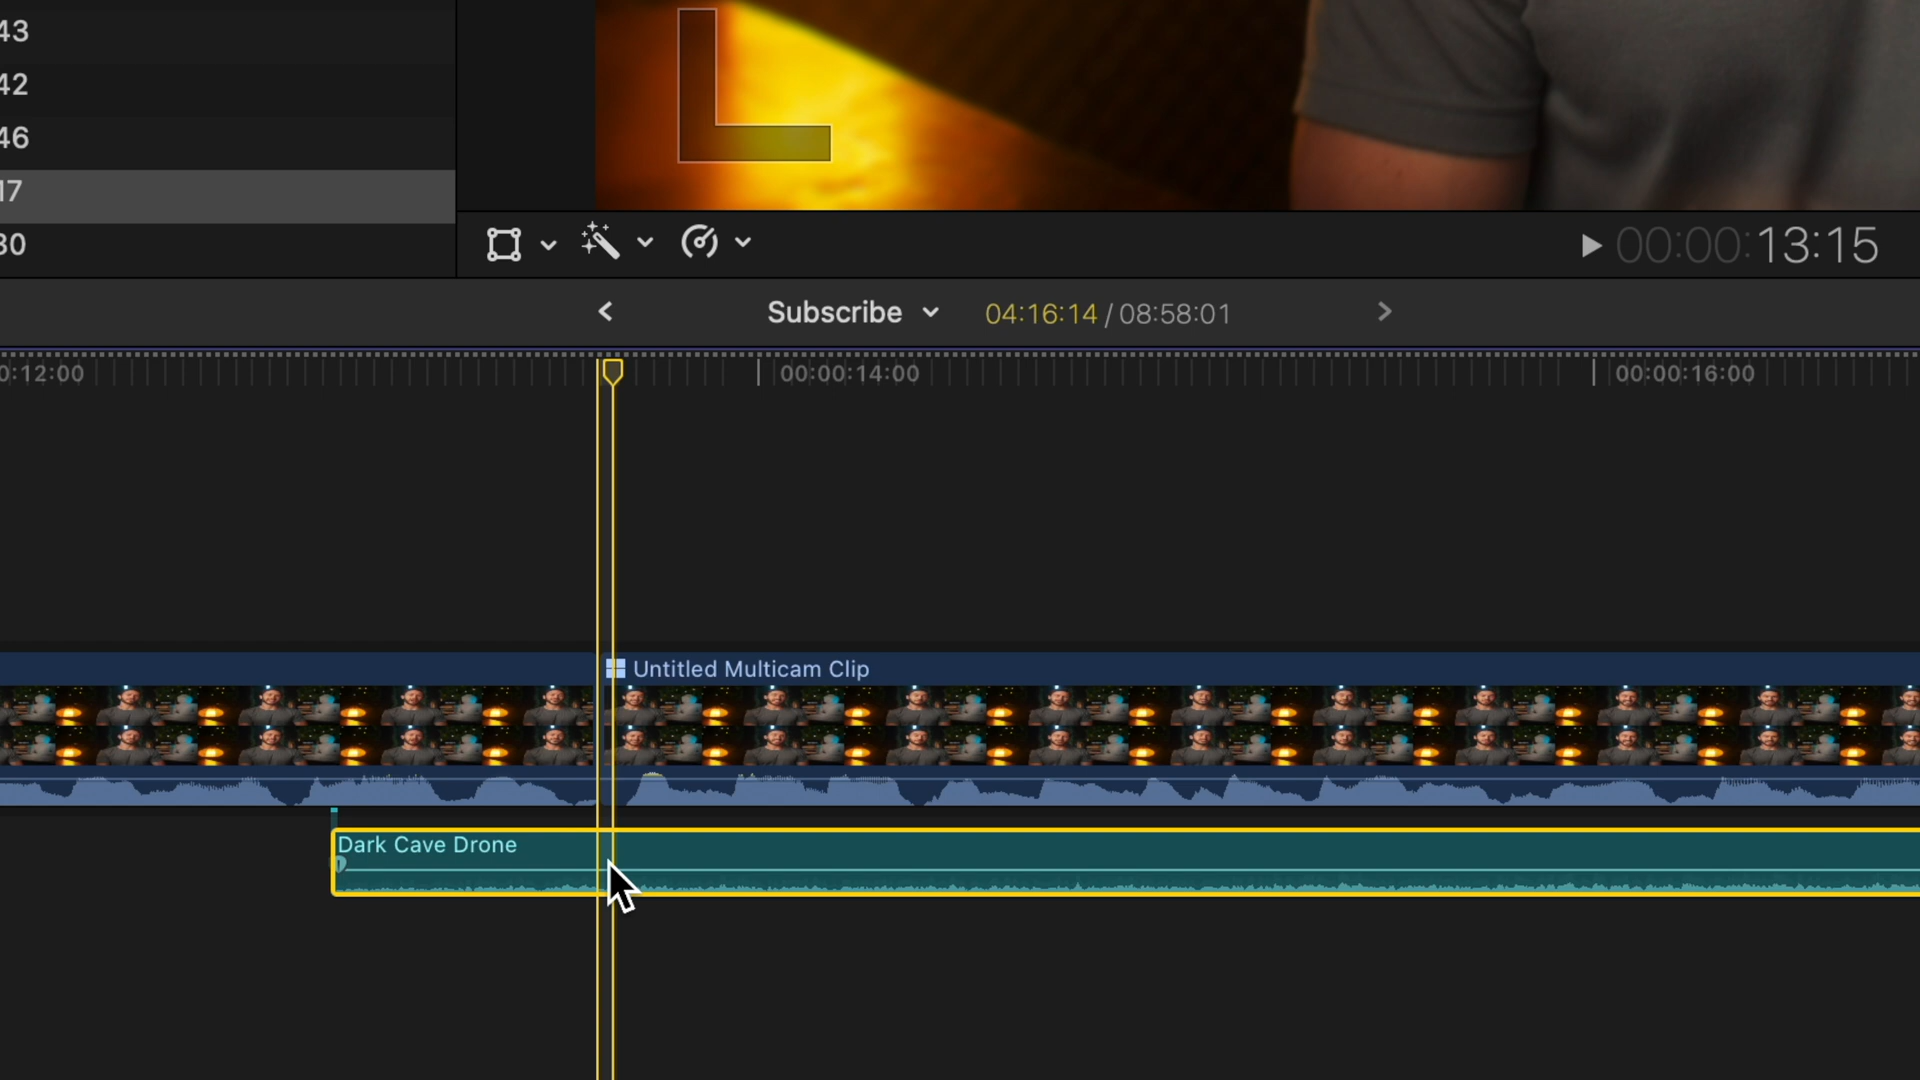 43
42
46
17
30
00:00:13:15
Subscribe
04:16:14 / 08:58:01
0:12:00
00:00:14:00
00:00:16:00
Untitled Multicam Clip
Dark Cave Drone